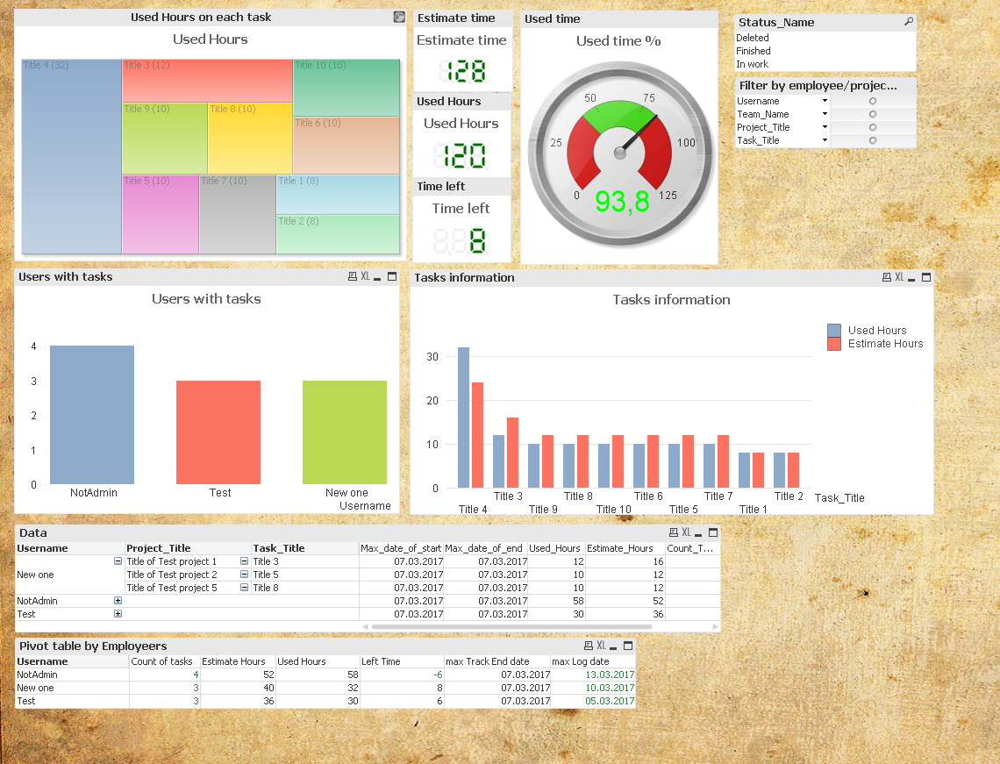 Used Hours on each task
Used Hours
Title 4 (32)
Title 3 (12)
Title 10 (10)
Title 9 (10)
Title 8 (10)
Title 6 (10)
Title 5 (10)
Title 7 (10)
Title 1 (8)
Title 2 (8)
Estimate time
Estimate time
128
Used Hours
Used Hours
120
Time left
Time left
8
Used time
Used time %
0
25
50
75
100
125
93,8
Status_Name
Deleted
Finished
In work
Filter by employee/projec...
Username
Team_Name
Project_Title
Task_Title
Users with tasks
XL
Users with tasks
4
3
2
1
0
NotAdmin
Test
New one
Username
Tasks information
XL
Tasks information
Used Hours
Estimate Hours
30
20
10
0
Title 4
Title 3
Title 9
Title 8
Title 10
Title 6
Title 5
Title 7
Title 1
Title 2
Task_Title
Data
XL
Username Project_Title Task_Title Max_date_of_start Max_date_of_end Used_Hours Estimate_Hours Count_T...
Title of Test project 1 Title 3 07.03.2017 07.03.2017 12 16
New one Title of Test project 2 Title 5 07.03.2017 07.03.2017 10 12
Title of Test project 5 Title 8 07.03.2017 07.03.2017 10 12
NotAdmin 07.03.2017 07.03.2017 58 52
Test 07.03.2017 07.03.2017 30 36
Pivot table by Employeers
XL
Username Count of tasks Estimate Hours Used Hours Left Time max Track End date max Log date
NotAdmin 4 52 58 -6 07.03.2017 13.03.2017
New one 3 40 32 8 07.03.2017 10.03.2017
Test 3 36 30 6 07.03.2017 05.03.2017